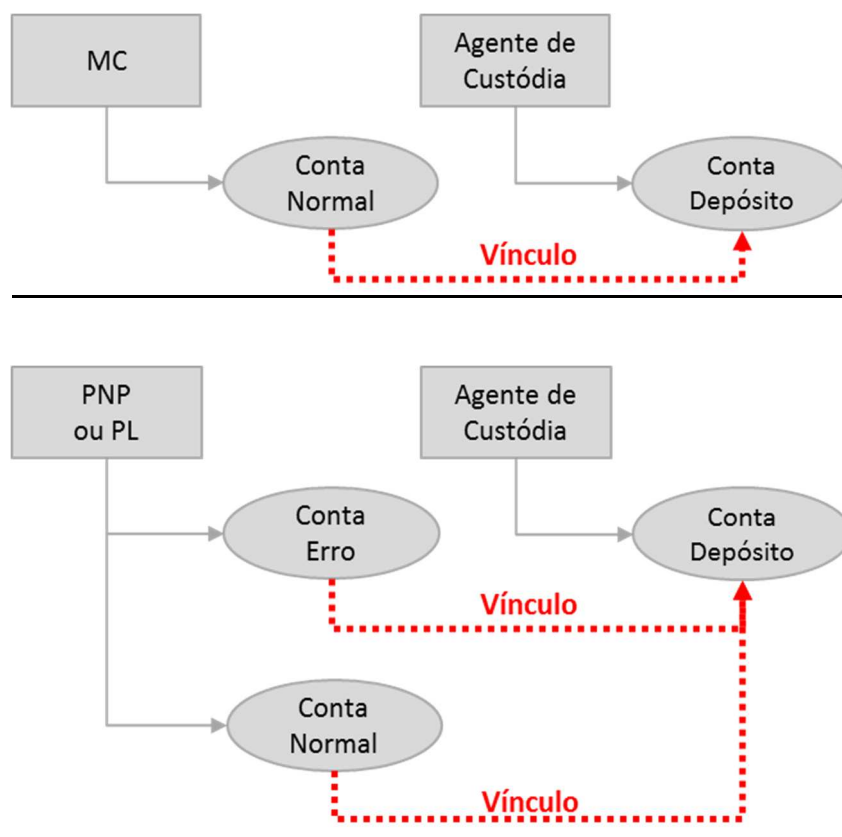 MC
Agente de
Custódia
Conta
Normal
Conta
Depósito
Vínculo
PNP
ou PL
Agente de
Custódia
Conta
Erro
Conta
Depósito
Vínculo
Conta
Normal
Vínculo